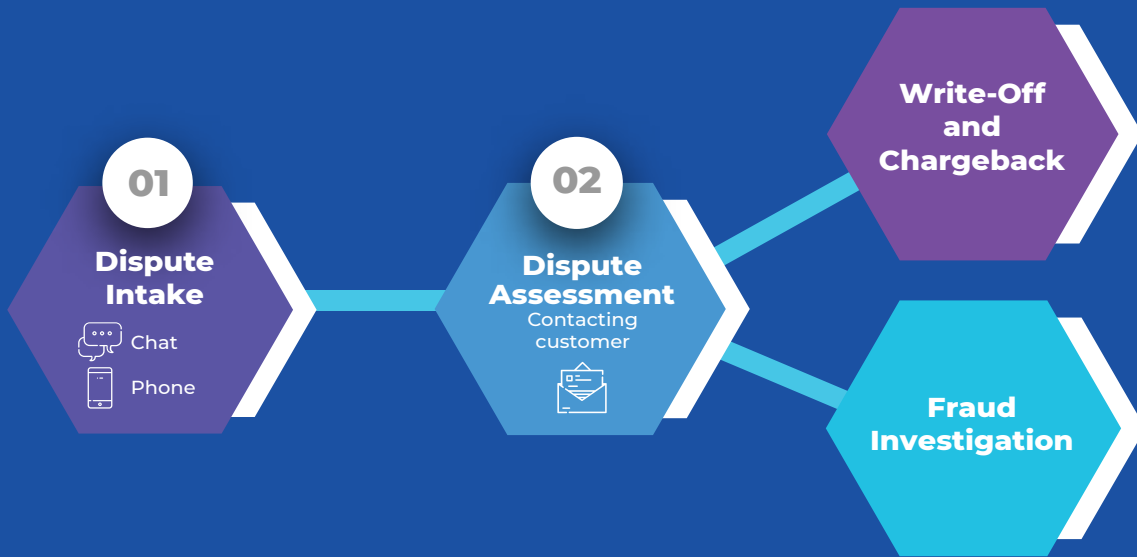 01
Dispute
Intake
Chat
Phone
02
Dispute
Assessment
Contacting
customer
Write-Off
and
Chargeback
Fraud
Investigation